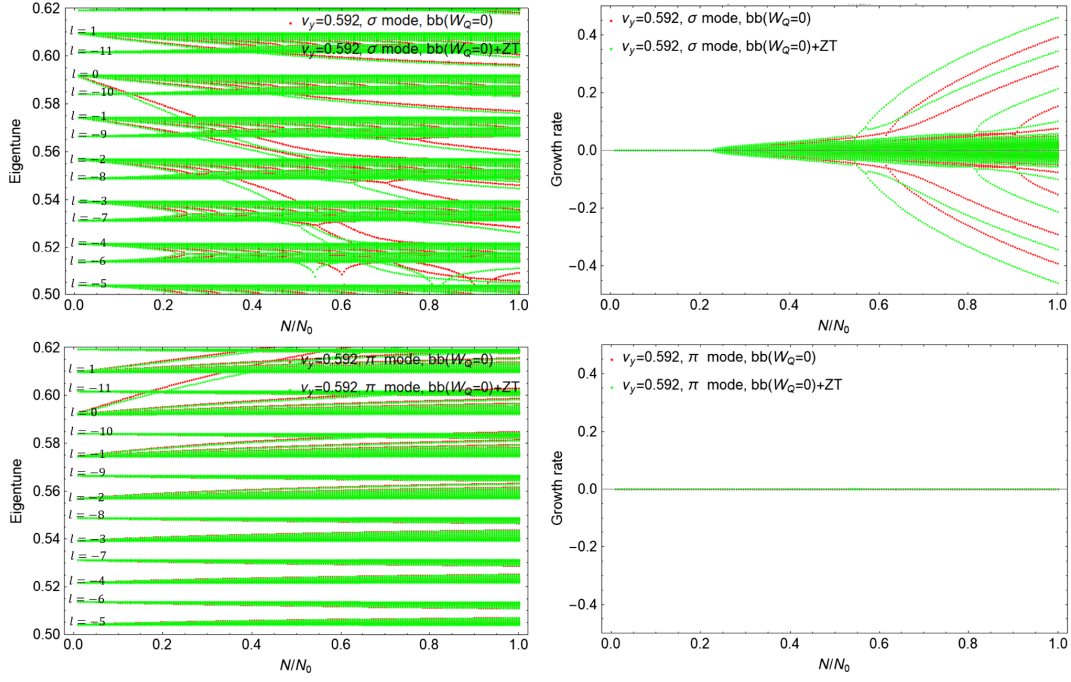 0.62
0.60
0.58
0.56
0.54
0.52
0.50
Eigentune
l = 1
l = −11
l = 0
l = −10
l = −1
l = −9
l = −2
l = −8
l = −3
l = −7
l = −4
l = −6
l = −5
νy=0.592, σ mode, bb(WQ=0)
νy=0.592, σ mode, bb(WQ=0)+ZT
0.0 0.2 0.4 0.6 0.8 1.0
N/N0
0.4
0.2
0.0
−0.2
−0.4
Growth rate
νy=0.592, σ mode, bb(WQ=0)
νy=0.592, σ mode, bb(WQ=0)+ZT
0.0 0.2 0.4 0.6 0.8 1.0
N/N0
0.62
0.60
0.58
0.56
0.54
0.52
0.50
Eigentune
l = 1
l = −11
l = 0
l = −10
l = −1
l = −9
l = −2
l = −8
l = −3
l = −7
l = −4
l = −6
l = −5
νy=0.592, π mode, bb(WQ=0)
νy=0.592, π mode, bb(WQ=0)+ZT
0.0 0.2 0.4 0.6 0.8 1.0
N/N0
0.4
0.2
0.0
−0.2
−0.4
Growth rate
νy=0.592, π mode, bb(WQ=0)
νy=0.592, π mode, bb(WQ=0)+ZT
0.0 0.2 0.4 0.6 0.8 1.0
N/N0